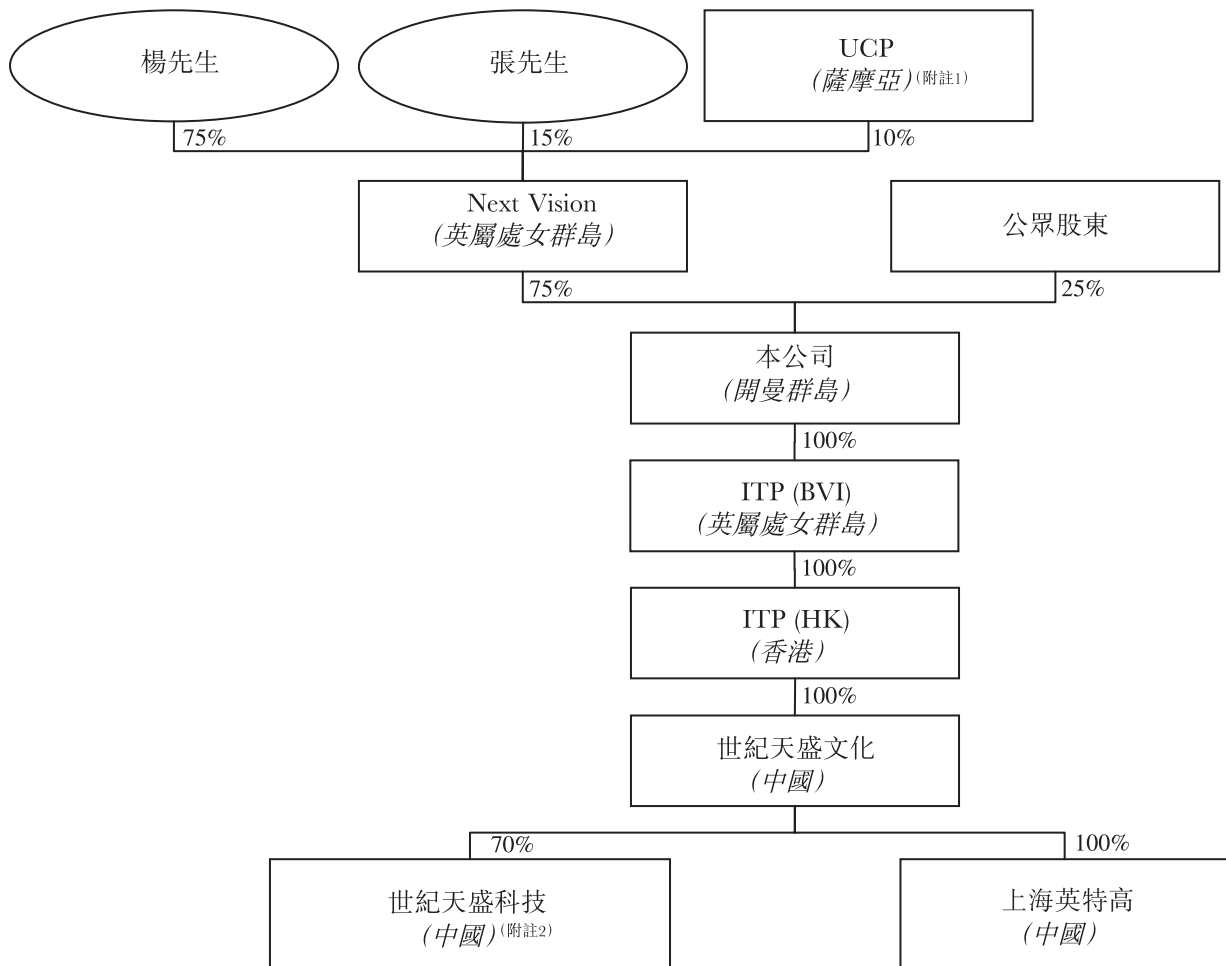 楊先生
張先生
UCP
(薩摩亞)(附註1)
75%
15%
10%
Next Vision
(英屬處女群島)
公眾股東
75%
25%
本公司
(開曼群島)
100%
ITP (BVI)
(英屬處女群島)
100%
ITP (HK)
(香港)
100%
世紀天盛文化
(中國)
70%
100%
世紀天盛科技
(中國)(附註2)
上海英特高
(中國)